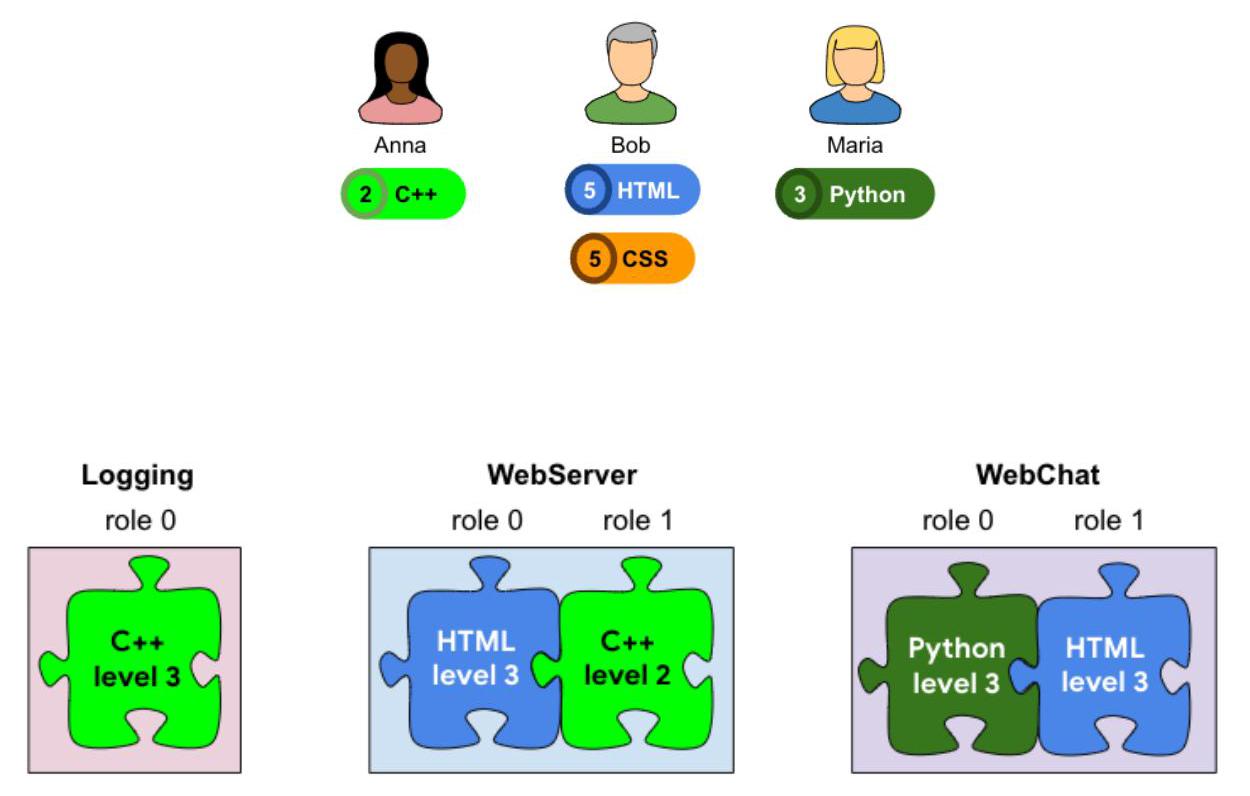 Anna
Bob
Maria
2 C++
5 HTML
3 Python
5 CSS
Logging
WebServer
WebChat
role 0
role 0
role 1
role 0
role 1
C++
level 3
HTML
level 3
C++
level 2
Python
level 3
HTML
level 3